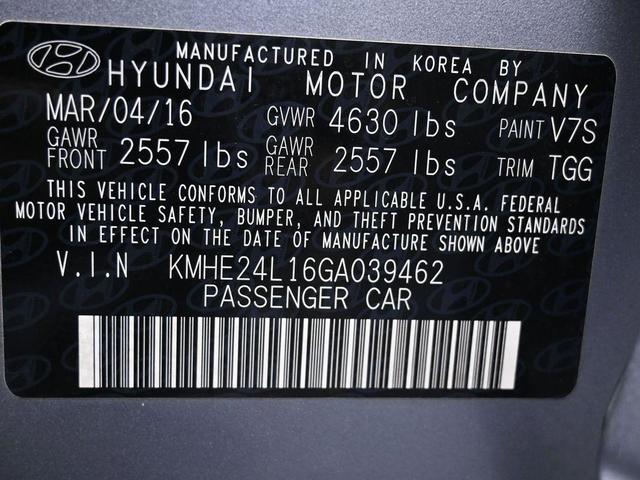 MANUFACTURED IN KOREA BY
HYUNDAI MOTOR COMPANY
MAR/04/16 GVWR 4630 lbs PAINT V7S
GAWR FRONT 2557 lbs GAWR REAR 2557 lbs TRIM TGG
THIS VEHICLE CONFORMS TO ALL APPLICABLE U.S.A. FEDERAL
MOTOR VEHICLE SAFETY, BUMPER, AND THEFT PREVENTION STANDARDS
IN EFFECT ON THE DATE OF MANUFACTURE SHOWN ABOVE
V.I.N KMHE24L16GA039462
PASSENGER CAR